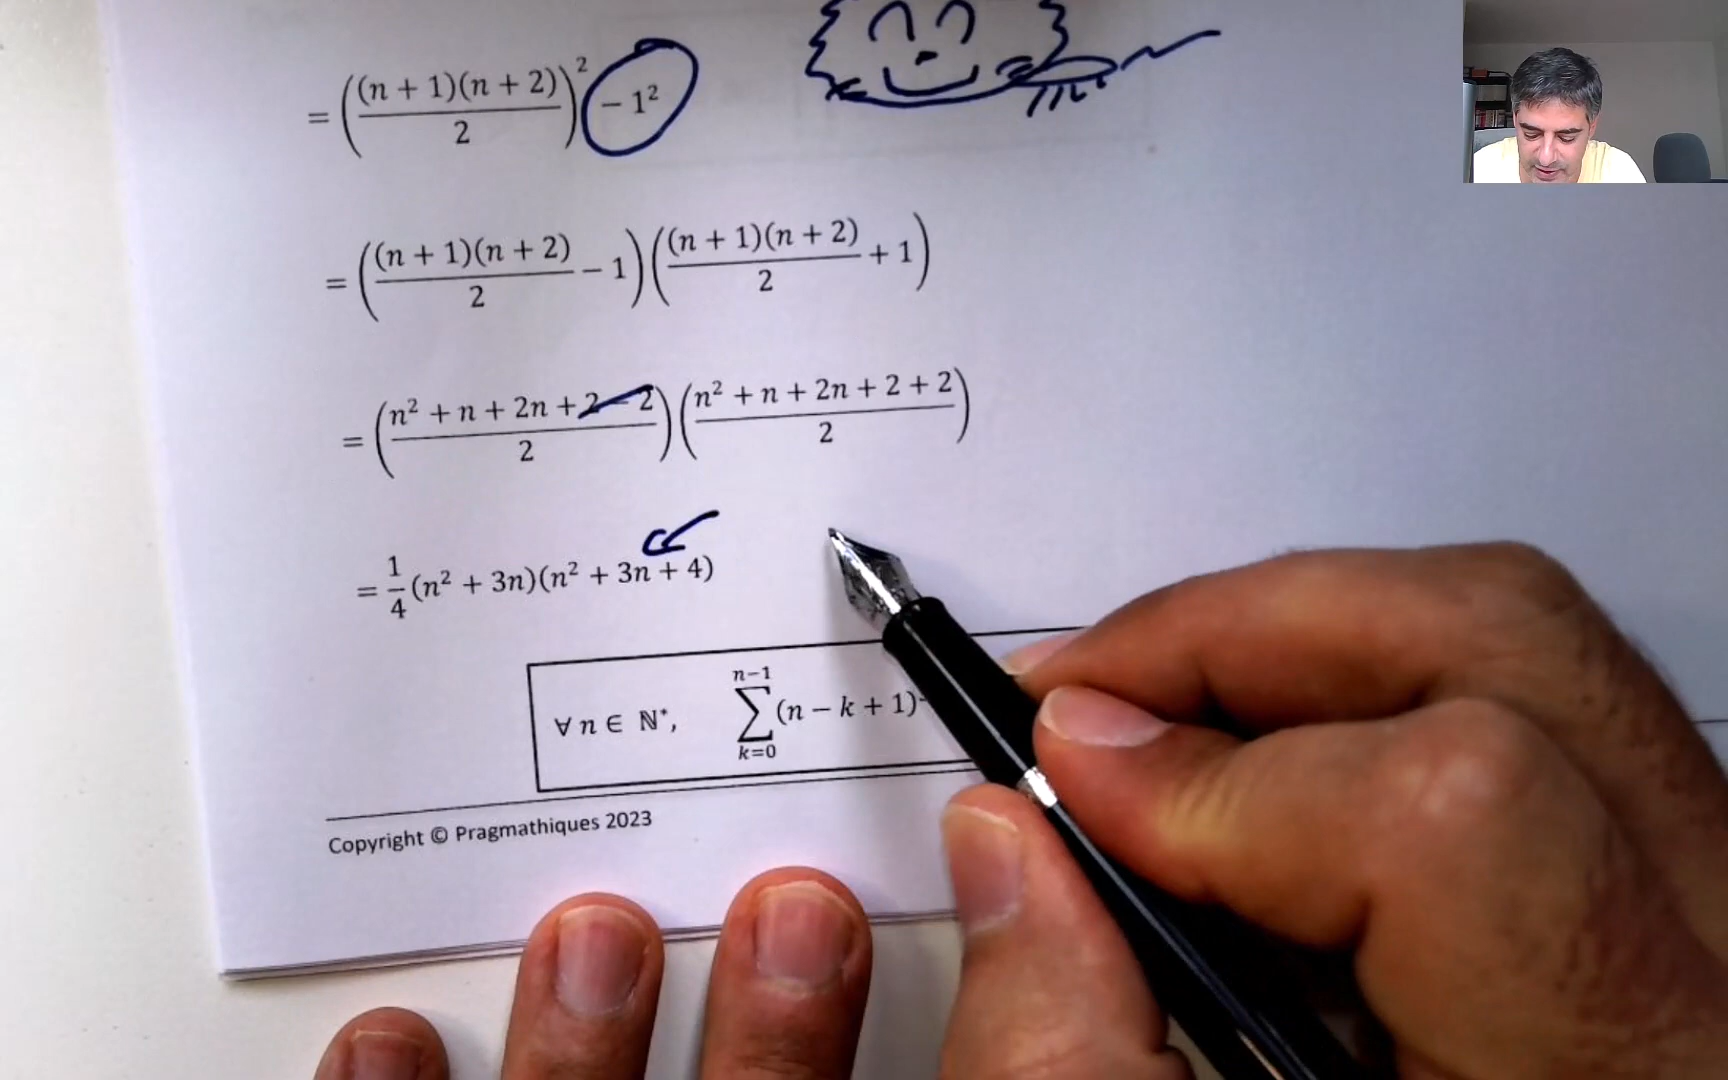 = ((n + 1)(n + 2)/2)² − 1²
= ((n + 1)(n + 2)/2 − 1)((n + 1)(n + 2)/2 + 1)
= ((n² + n + 2n + 2 − 2)/2)((n² + n + 2n + 2 + 2)/2)
= 1/4 (n² + 3n)(n² + 3n + 4)
∀ n ∈ ℕ*, ∑_{k=0}^{n−1} (n − k + 1)
Copyright © Pragmathiques 2023